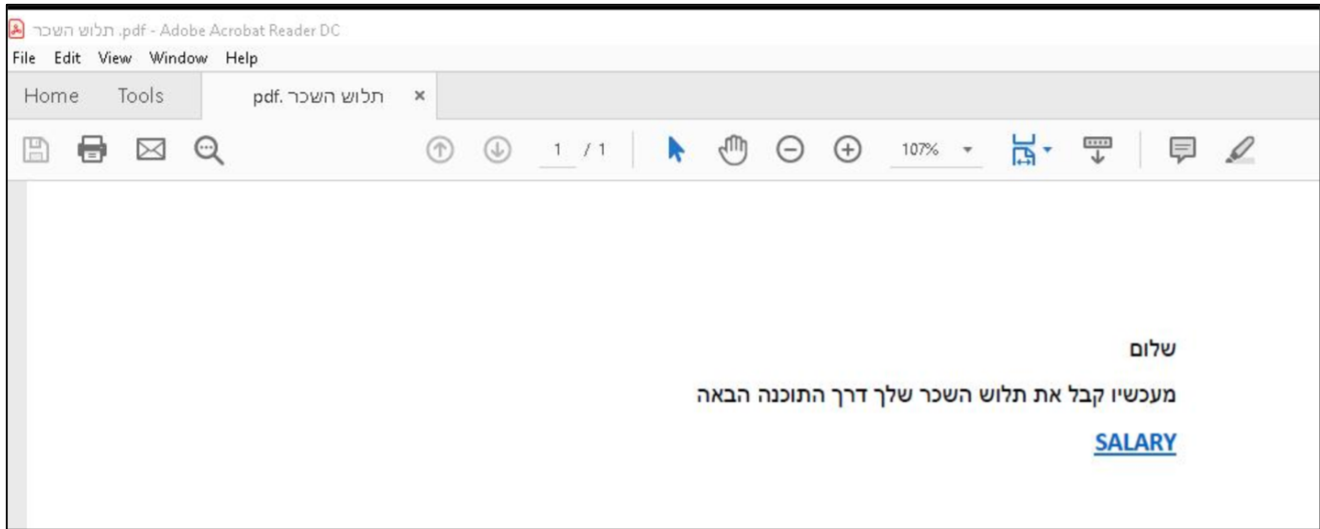 תלוש השכר .pdf - Adobe Acrobat Reader DC
File Edit View Window Help
Home Tools תלוש השכר .pdf ×
1 / 1 107%
שלום
מעכשיו קבל את תלוש השכר שלך דרך התוכנה הבאה
SALARY